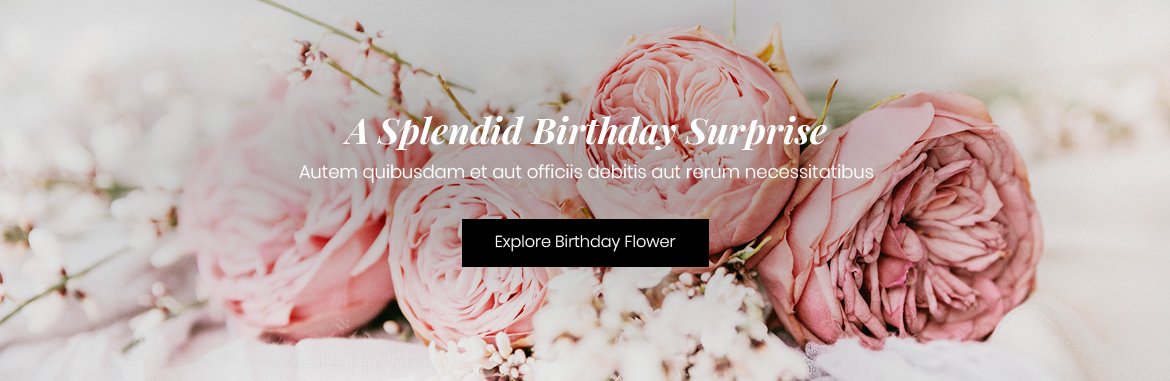 A Splendid Birthday Surprise
Autem quibusdam et aut officiis debitis aut rerum necessitatibus
Explore Birthday Flower